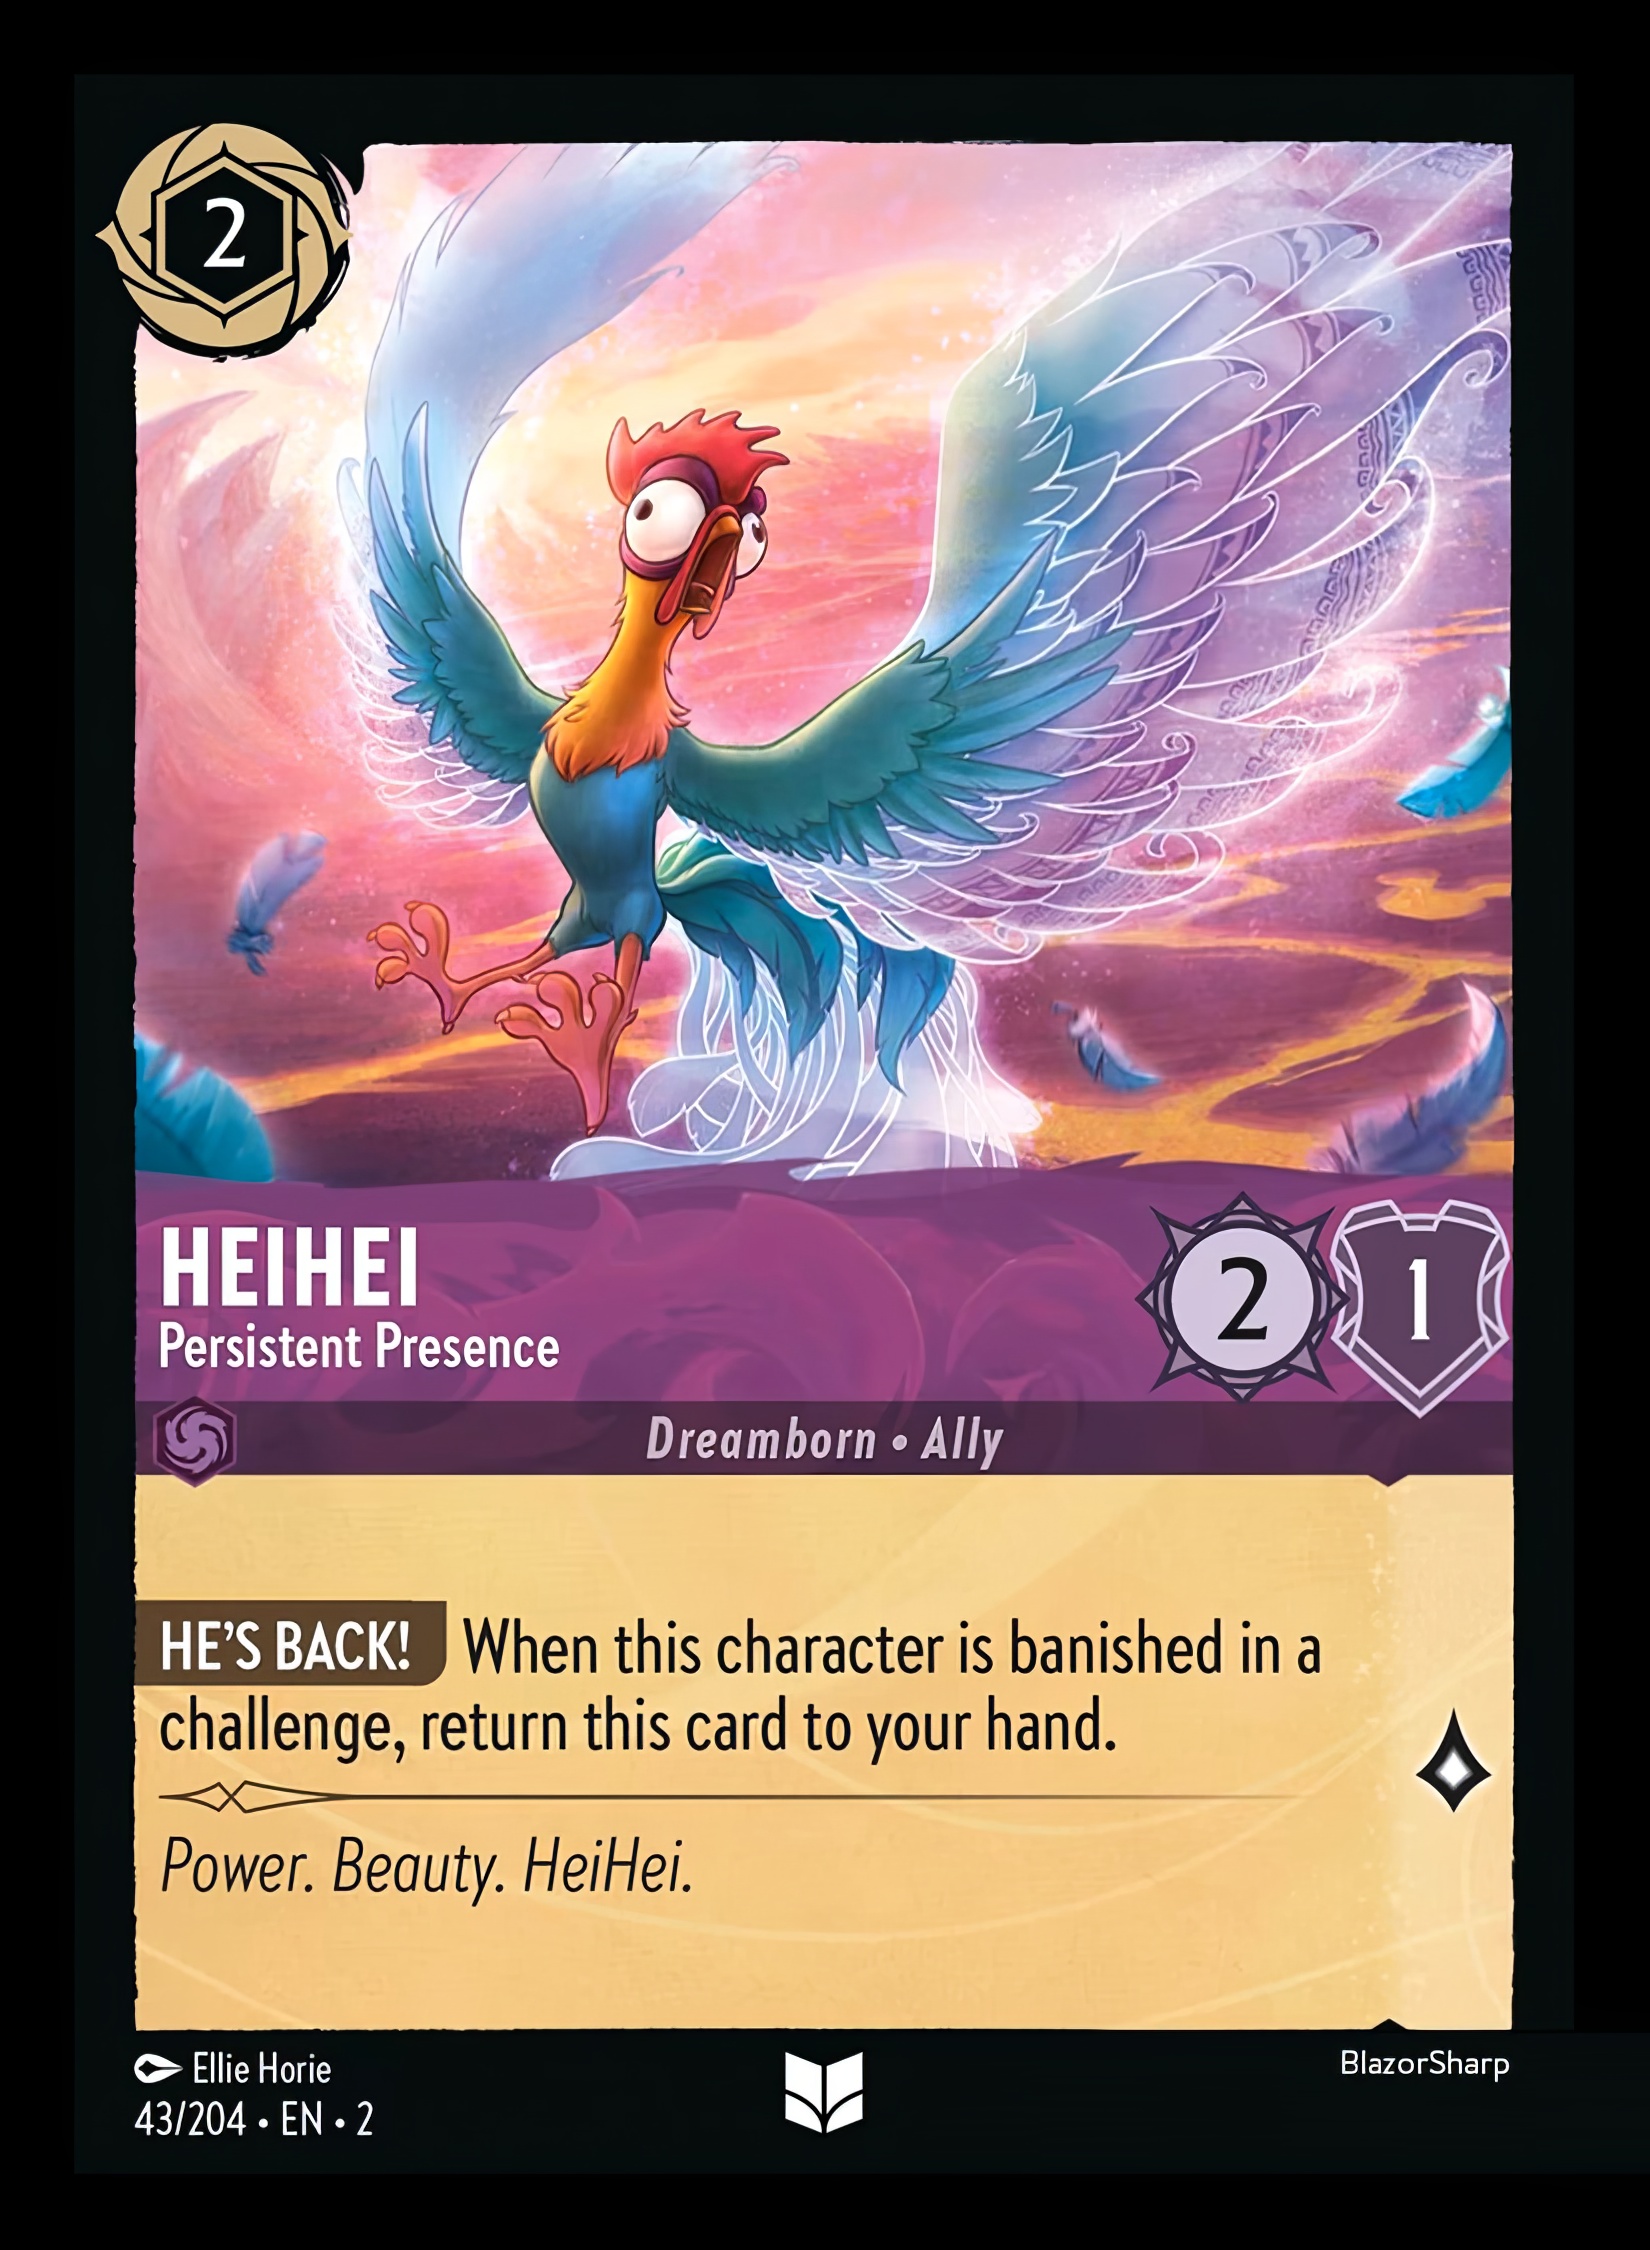 2
HEIHEI
Persistent Presence
2
1
Dreamborn • Ally
HE'S BACK! When this character is banished in a
challenge, return this card to your hand.
Power. Beauty. HeiHei.
Ellie Horie
BlazorSharp
43/204 • EN • 2